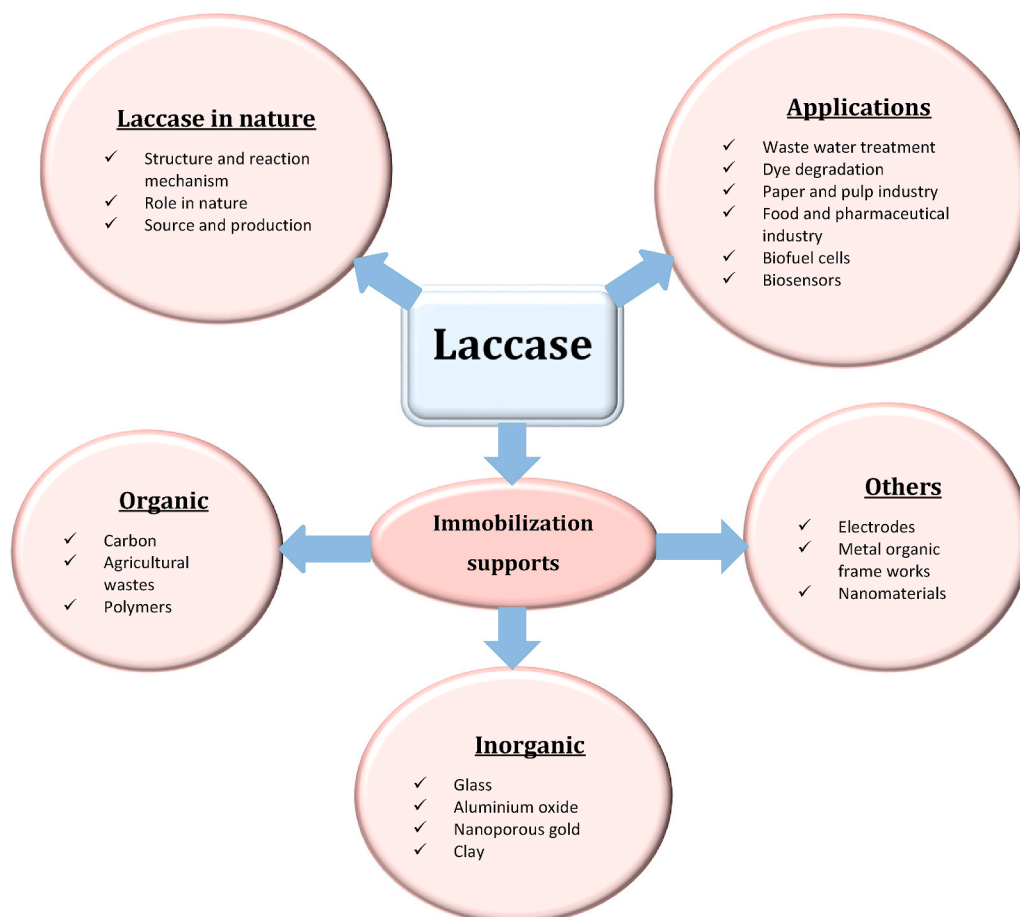 Laccase in nature
✓ Structure and reaction
mechanism
✓ Role in nature
✓ Source and production
Applications
✓ Waste water treatment
✓ Dye degradation
✓ Paper and pulp industry
✓ Food and pharmaceutical
industry
✓ Biofuel cells
✓ Biosensors
Laccase
Organic
✓ Carbon
✓ Agricultural
wastes
✓ Polymers
Immobilization
supports
Others
✓ Electrodes
✓ Metal organic
frame works
✓ Nanomaterials
Inorganic
✓ Glass
✓ Aluminium oxide
✓ Nanoporous gold
✓ Clay